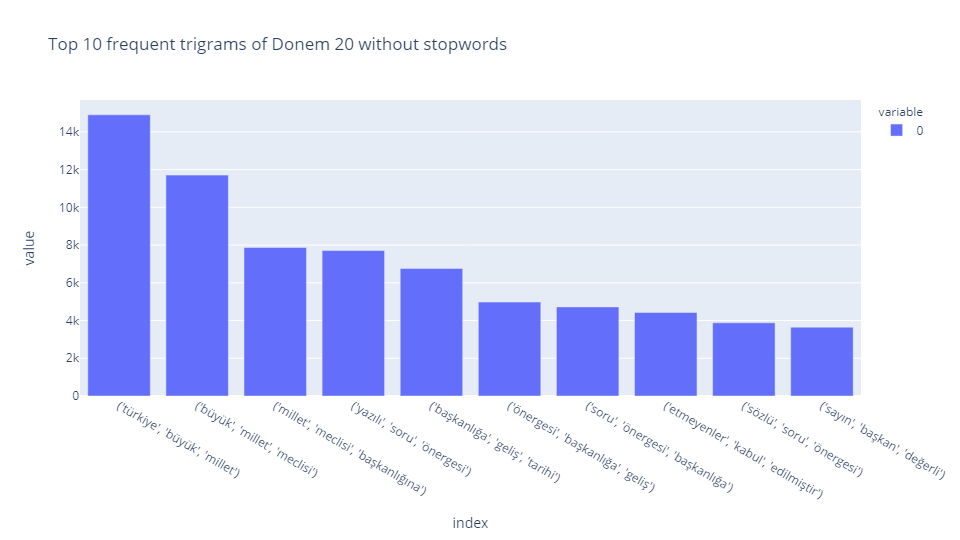 Top 10 frequent trigrams of Donem 20 without stopwords
variable
0
value
14k
12k
10k
8k
6k
4k
2k
0
('türkiye', 'büyük', 'millet')
('büyük', 'millet', 'meclisi')
('millet', 'meclisi', 'başkanlığına')
('yazılı', 'soru', 'önergesi')
('başkanlığa', 'geliş', 'tarihi')
('önergesi', 'başkanlığa', 'geliş')
('soru', 'önergesi', 'başkanlığa')
('etmeyenler', 'kabul', 'edilmiştir')
('sözlü', 'soru', 'önergesi')
('sayın', 'başkan', 'değerli')
index